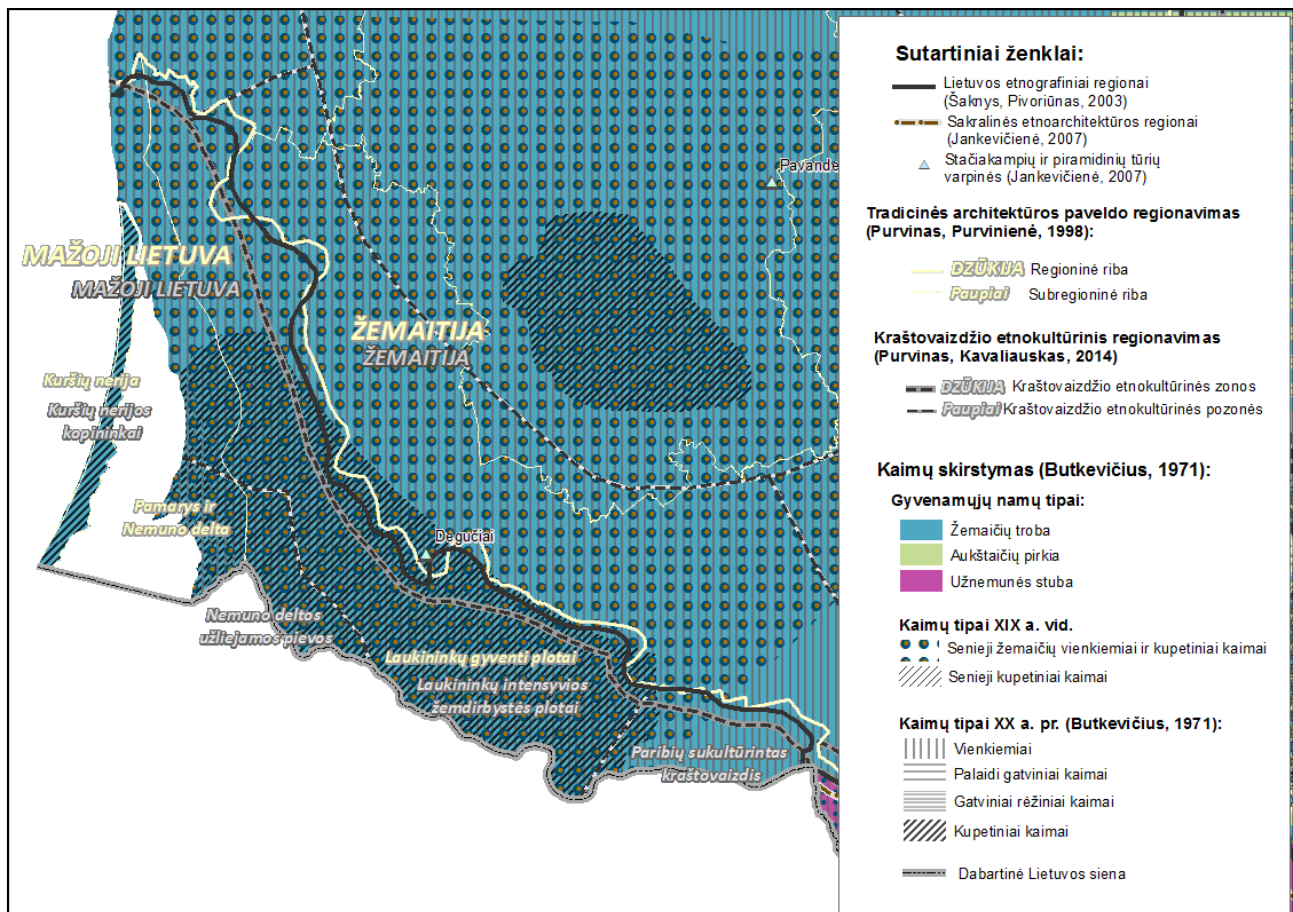 MAŽOJI LIETUVA
MAŽOJI LIETUVA
ŽEMAITIJA
ŽEMAITIJA
Pavande
Kuršių nerija
Kuršių nerijos
kopininkai
Pamarys ir
Nemuno delta
Degučiai
Nemuno deltos
užliejamos pievos
Laukininkų gyventi plotai
Laukininkų intensyvios
žemdirbystės plotai
Paribių sukultūrintas
kraštovaizdis
Sutartiniai ženklai:
Lietuvos etnografiniai regionai
(Šaknys, Pivoriūnas, 2003)
Sakralinės etnoarchitektūros regionai
(Jankevičienė, 2007)
Stačiakampių ir piramidinių tūrių
varpinės (Jankevičienė, 2007)
Tradicinės architektūros paveldo regionavimas
(Purvinas, Purvinienė, 1998):
DZŪKIJA Regioninė riba
Paupiai Subregioninė riba
Kraštovaizdžio etnokultūrinis regionavimas
(Purvinas, Kavaliauskas, 2014)
DZŪKIJA Kraštovaizdžio etnokultūrinės zonos
Paupiai Kraštovaizdžio etnokultūrinės pozonės
Kaimų skirstymas (Butkevičius, 1971):
Gyvenamųjų namų tipai:
Žemaičių troba
Aukštaičių pirkia
Užnemunės stuba
Kaimų tipai XIX a. vid.
Senieji žemaičių vienkiemiai ir kupetiniai kaimai
Senieji kupetiniai kaimai
Kaimų tipai XX a. pr. (Butkevičius, 1971):
Vienkiemiai
Palaidi gatviniai kaimai
Gatviniai rėžiniai kaimai
Kupetiniai kaimai
Dabartinė Lietuvos siena